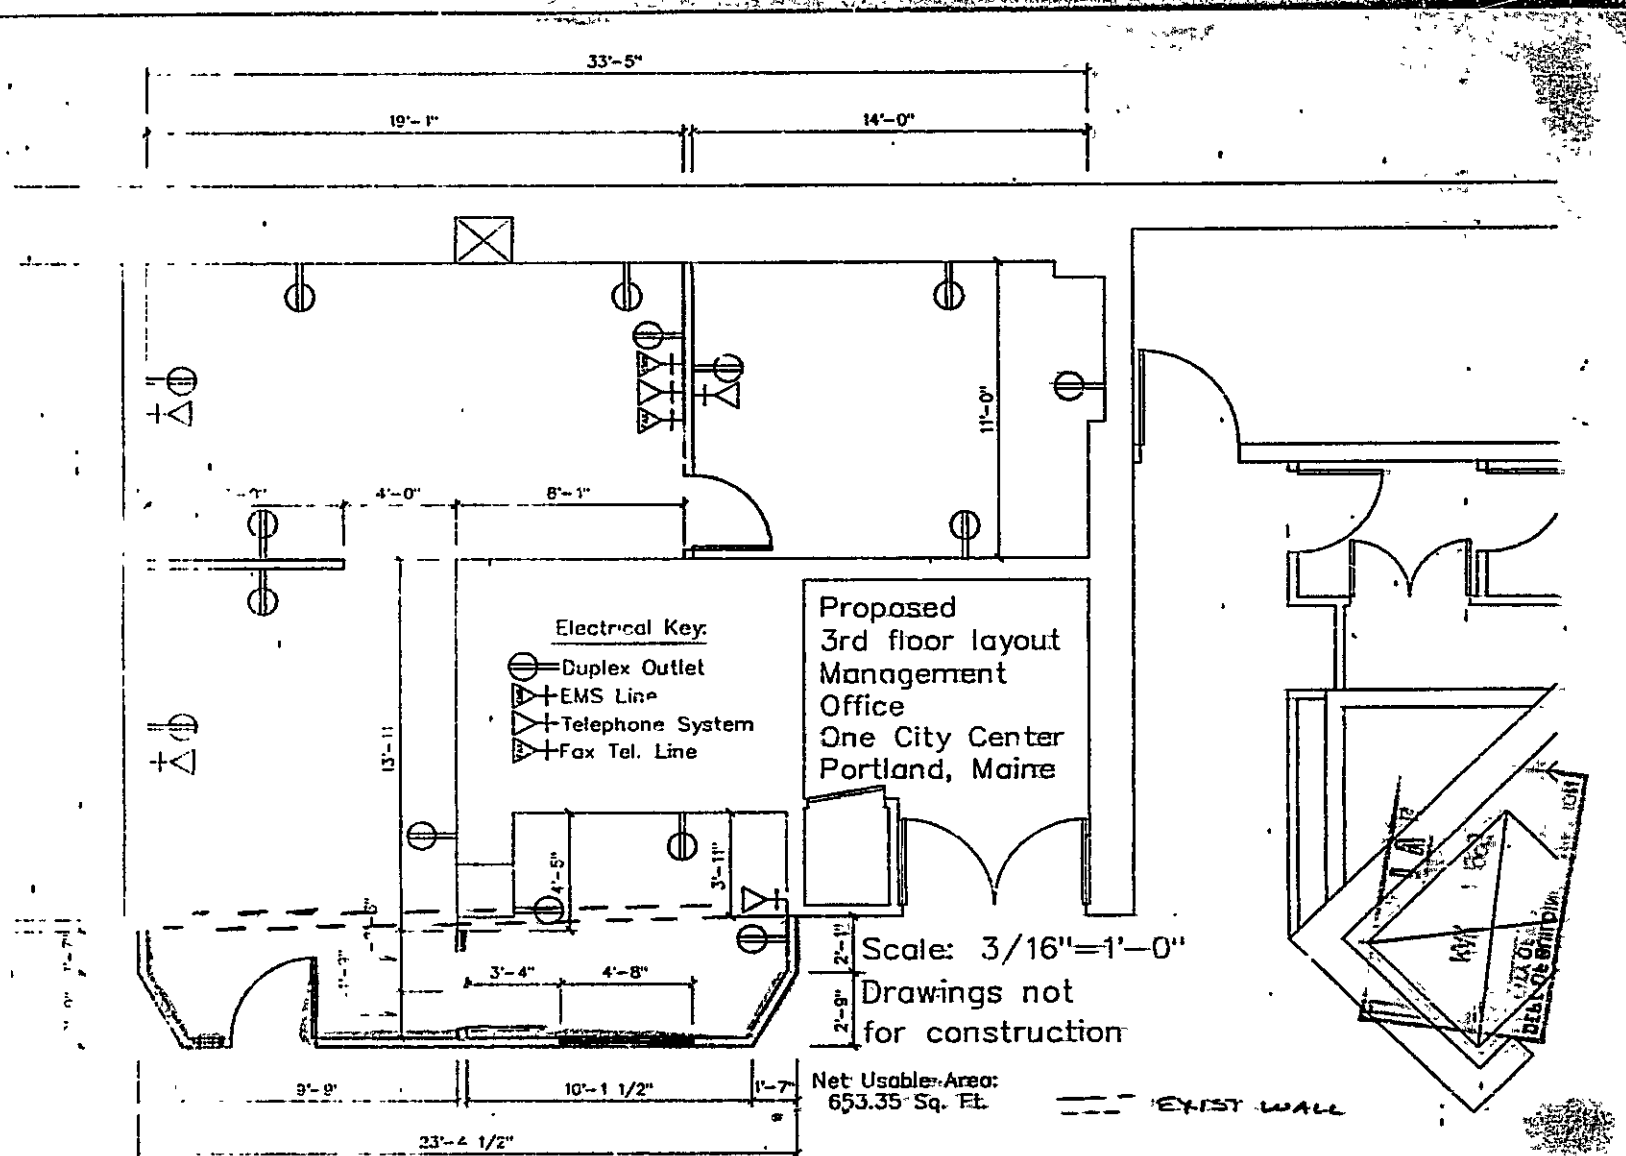 33'-5"
19'-1"
14'-0"
11'-0"
4'-0"
8'-1"
Proposed
3rd floor layout
Management
Office
One City Center
Portland, Maine
Electrical Key:
Duplex Outlet
EMS Line
Telephone System
Fax Tel. Line
13'-11
4'-5"
3'-11"
3'-4"
4'-8"
2'-1"
2'-9"
Scale: 3/16"=1'-0"
Drawings not
for construction
9'-9"
10'-1 1/2"
1'-7"
23'-4 1/2"
Net Usable Area:
653.35 Sq. Ft.
EXIST WALL